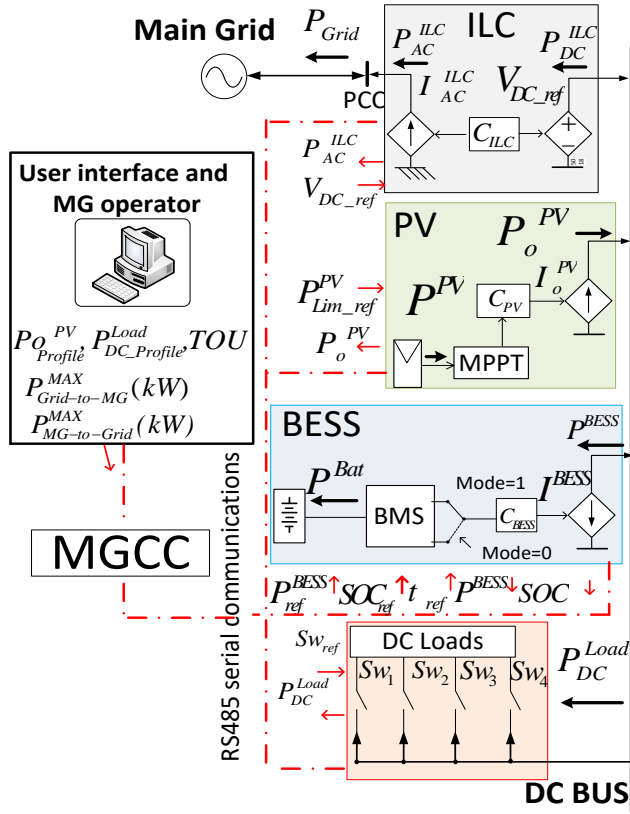 Main Grid
P_Grid
PCC
ILC
P_AC^ILC
I_AC^ILC
P_DC^ILC
V_DC_ref
C_ILC
P_AC^ILC
V_DC_ref
User interface and
MG operator
Po_Profile^PV, P_DC_Profile^Load, TOU
P_Grid-to-MG^MAX (kW)
P_MG-to-Grid^MAX (kW)
MGCC
RS485 serial communications
PV
P_o^PV
P^PV
C_PV
I_o^PV
MPPT
P_Lim_ref^PV
P_o^PV
BESS
P^BESS
P^Bat
BMS
Mode=1
Mode=0
C_BESS
I^BESS
P_ref^BESS SOC_ref t_ref P^BESS SOC
Sw_ref
P_DC^Load
DC Loads
Sw_1 Sw_2 Sw_3 Sw_4
P_DC^Load
DC BUS